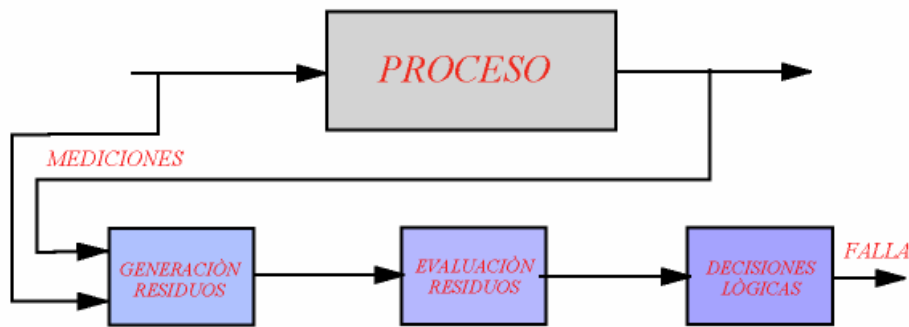 PROCESO
MEDICIONES
GENERACIÒN
RESIDUOS
EVALUACIÒN
RESIDUOS
DECISIONES
LÒGICAS
FALLA